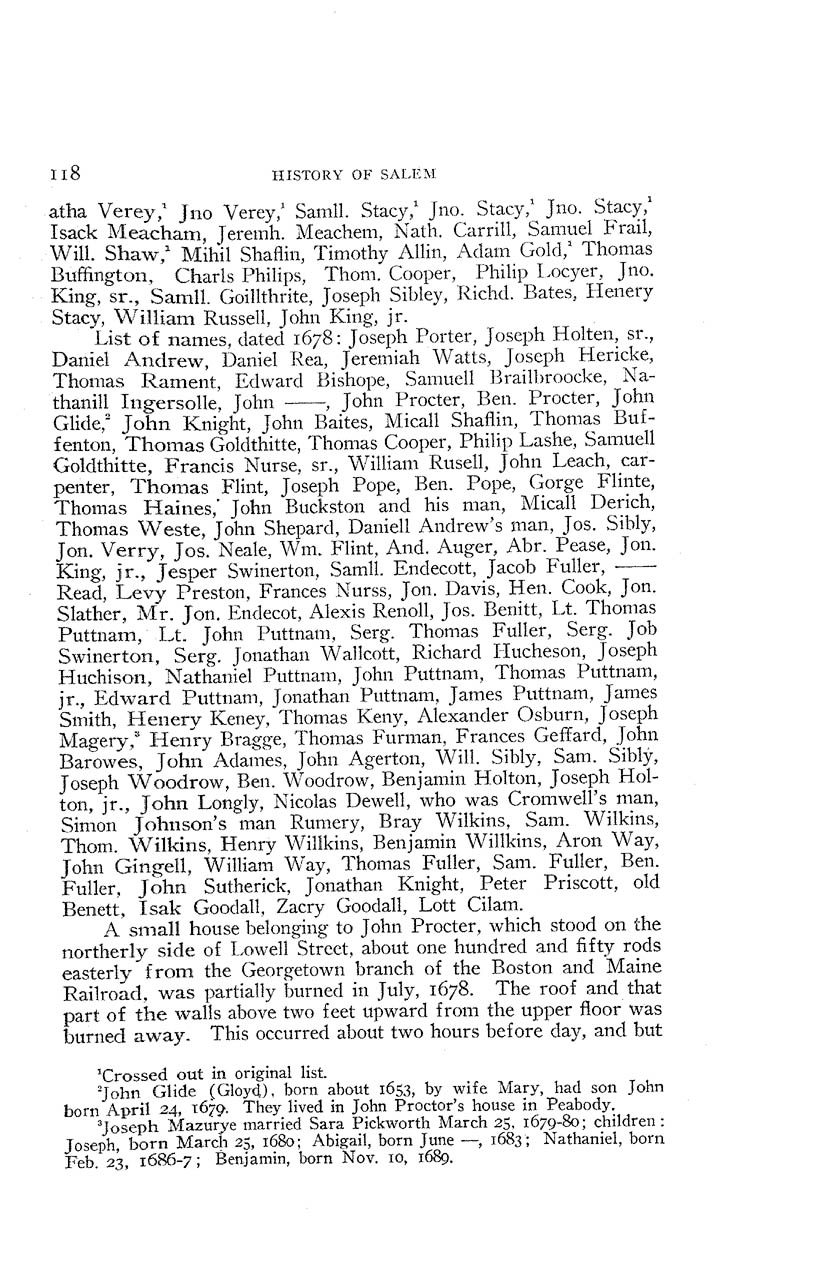 118 HISTORY OF SALEM
atha Verey,¹ Jno Verey,¹ Samll. Stacy,¹ Jno. Stacy,¹ Jno. Stacy,¹
Isack Meacham, Jeremh. Meachem, Nath. Carrill, Samuel Frail,
Will. Shaw,¹ Mihil Shaflin, Timothy Allin, Adam Gold,¹ Thomas
Buffington, Charls Philips, Thom. Cooper, Philip Locyer, Jno.
King, sr., Samll. Goillthrite, Joseph Sibley, Richd. Bates, Henery
Stacy, William Russell, John King, jr.
List of names, dated 1678: Joseph Porter, Joseph Holten, sr.,
Daniel Andrew, Daniel Rea, Jeremiah Watts, Joseph Hericke,
Thomas Rament, Edward Bishope, Samuell Brailbroocke, Na-
thanill Ingersolle, John ——, John Procter, Ben. Procter, John
Glide,² John Knight, John Baites, Micall Shaflin, Thomas Buf-
fenton, Thomas Goldthitte, Thomas Cooper, Philip Lashe, Samuell
Goldthitte, Francis Nurse, sr., William Rusell, John Leach, car-
penter, Thomas Flint, Joseph Pope, Ben. Pope, Gorge Flinte,
Thomas Haines, John Buckston and his man, Micall Derich,
Thomas Weste, John Shepard, Daniell Andrew's man, Jos. Sibly,
Jon. Verry, Jos. Neale, Wm. Flint, And. Auger, Abr. Pease, Jon.
King, jr., Jesper Swinerton, Samll. Endecott, Jacob Fuller, ——
Read, Levy Preston, Frances Nurss, Jon. Davis, Hen. Cook, Jon.
Slather, Mr. Jon. Endecot, Alexis Renoll, Jos. Benitt, Lt. Thomas
Puttnam, Lt. John Puttnam, Serg. Thomas Fuller, Serg. Job
Swinerton, Serg. Jonathan Wallcott, Richard Hucheson, Joseph
Huchison, Nathaniel Puttnam, John Puttnam, Thomas Puttnam,
jr., Edward Puttnam, Jonathan Puttnam, James Puttnam, James
Smith, Henery Keney, Thomas Keny, Alexander Osburn, Joseph
Magery,³ Henry Bragge, Thomas Furman, Frances Geffard, John
Barowes, John Adames, John Agerton, Will. Sibly, Sam. Sibly,
Joseph Woodrow, Ben. Woodrow, Benjamin Holton, Joseph Hol-
ton, jr., John Longly, Nicolas Dewell, who was Cromwell's man,
Simon Johnson's man Rumery, Bray Wilkins, Sam. Wilkins,
Thom. Wilkins, Henry Willkins, Benjamin Willkins, Aron Way,
John Gingell, William Way, Thomas Fuller, Sam. Fuller, Ben.
Fuller, John Sutherick, Jonathan Knight, Peter Priscott, old
Benett, Isak Goodall, Zacry Goodall, Lott Cilam.
A small house belonging to John Procter, which stood on the
northerly side of Lowell Street, about one hundred and fifty rods
easterly from the Georgetown branch of the Boston and Maine
Railroad, was partially burned in July, 1678. The roof and that
part of the walls above two feet upward from the upper floor was
burned away. This occurred about two hours before day, and but
¹Crossed out in original list.
²John Glide (Gloyd), born about 1653, by wife Mary, had son John
born April 24, 1679. They lived in John Proctor's house in Peabody.
³Joseph Mazurye married Sara Pickworth March 25, 1679-80; children:
Joseph, born March 25, 1680; Abigail, born June —, 1683; Nathaniel, born
Feb. 23, 1686-7; Benjamin, born Nov. 10, 1689.